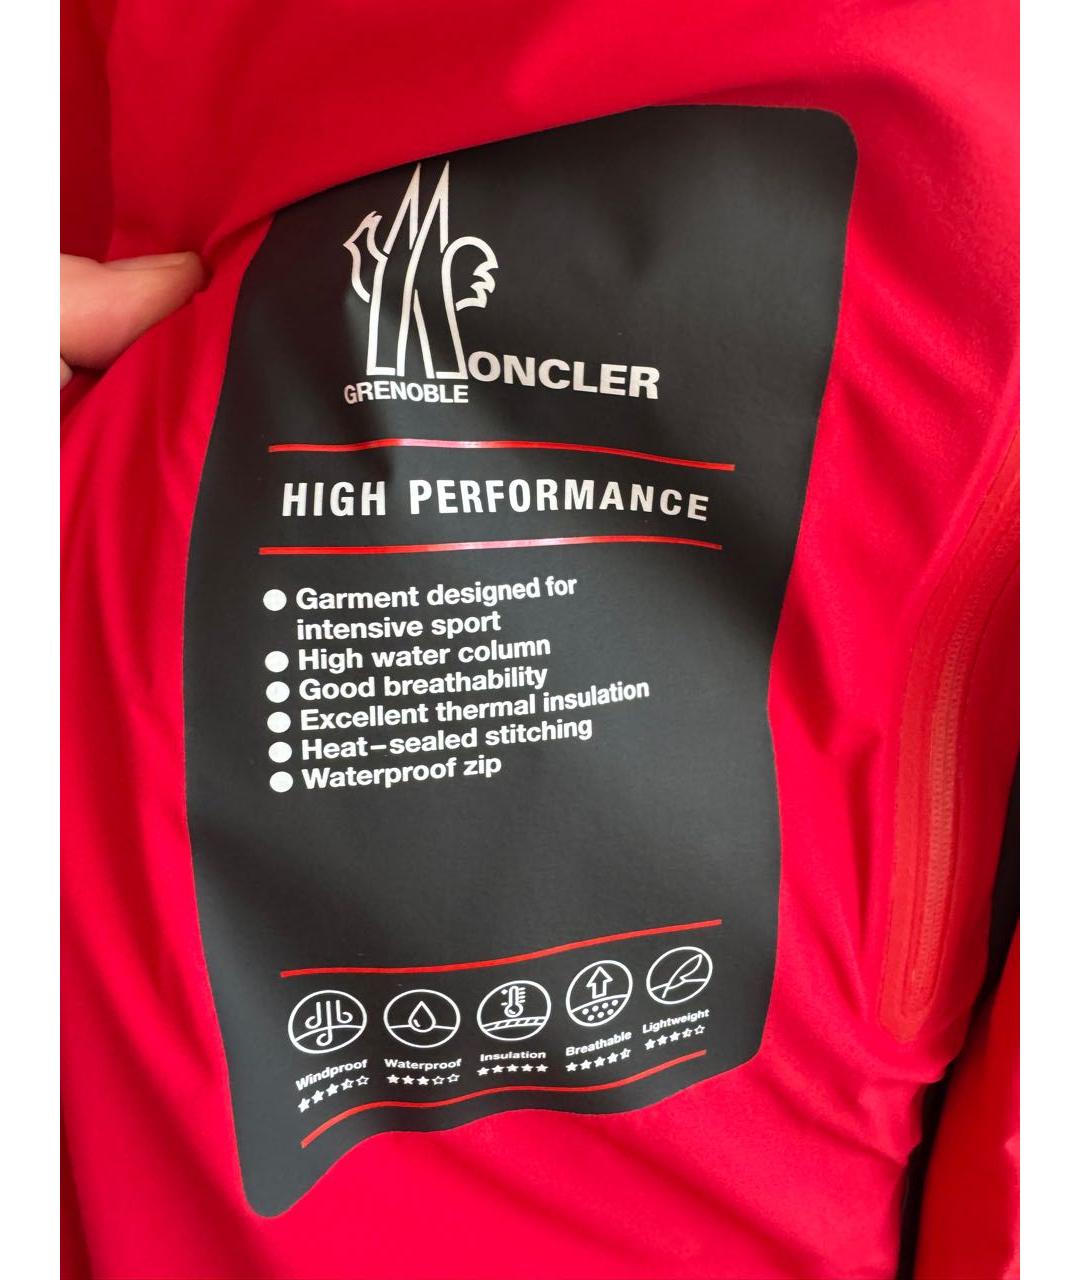 MONCLER
GRENOBLE
HIGH PERFORMANCE
Garment designed for
intensive sport
High water column
Good breathability
Excellent thermal insulation
Heat-sealed stitching
Waterproof zip
Windproof Waterproof Insulation Breathable Lightweight